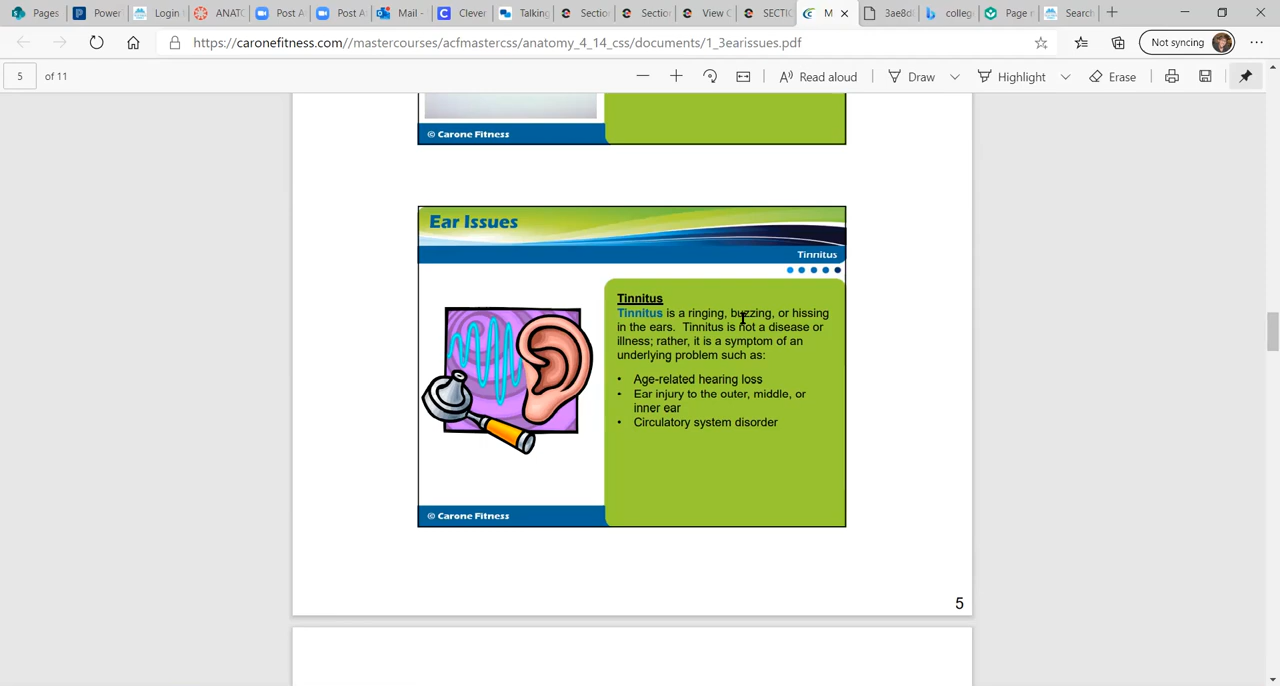 Pages
Power
Login
ANATO
Post A
Post A
Mail -
Clever
Talking
Section
Section
View C
SECTIO
M
3ae8d
colleg
Page n
Search
https://caronefitness.com//mastercourses/acfmastercss/anatomy_4_14_css/documents/1_3earissues.pdf
Not syncing
5 of 11
Read aloud
Draw
Highlight
Erase
© Carone Fitness
Ear Issues
Tinnitus
Tinnitus
Tinnitus is a ringing, buzzing, or hissing
in the ears. Tinnitus is not a disease or
illness; rather, it is a symptom of an
underlying problem such as:
• Age-related hearing loss
• Ear injury to the outer, middle, or
inner ear
• Circulatory system disorder
© Carone Fitness
5